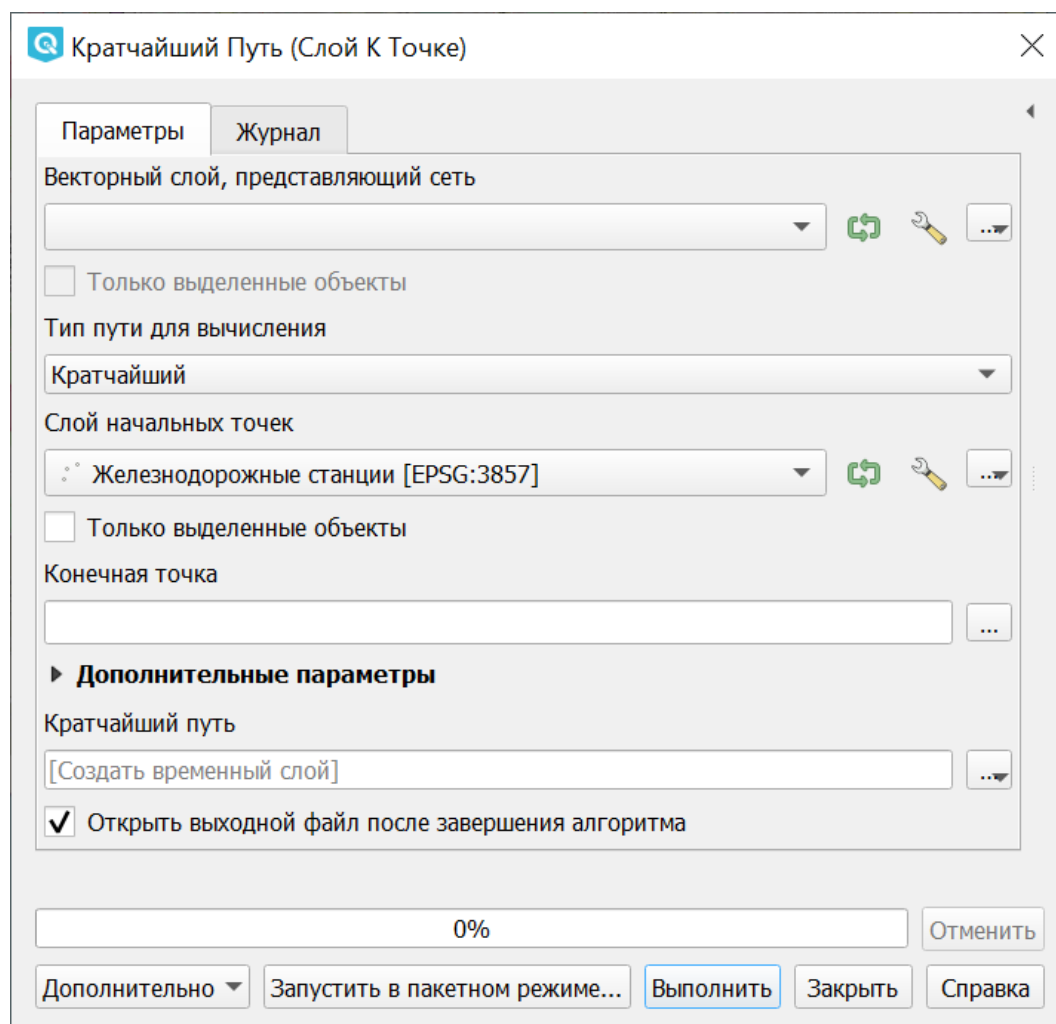 Кратчайший Путь (Слой К Точке)
Параметры
Журнал
Векторный слой, представляющий сеть
...
Только выделенные объекты
Тип пути для вычисления
Кратчайший
Слой начальных точек
Железнодорожные станции [EPSG:3857]
...
Только выделенные объекты
Конечная точка
...
Дополнительные параметры
Кратчайший путь
[Создать временный слой]
...
Открыть выходной файл после завершения алгоритма
0%
Отменить
Дополнительно
Запустить в пакетном режиме...
Выполнить
Закрыть
Справка